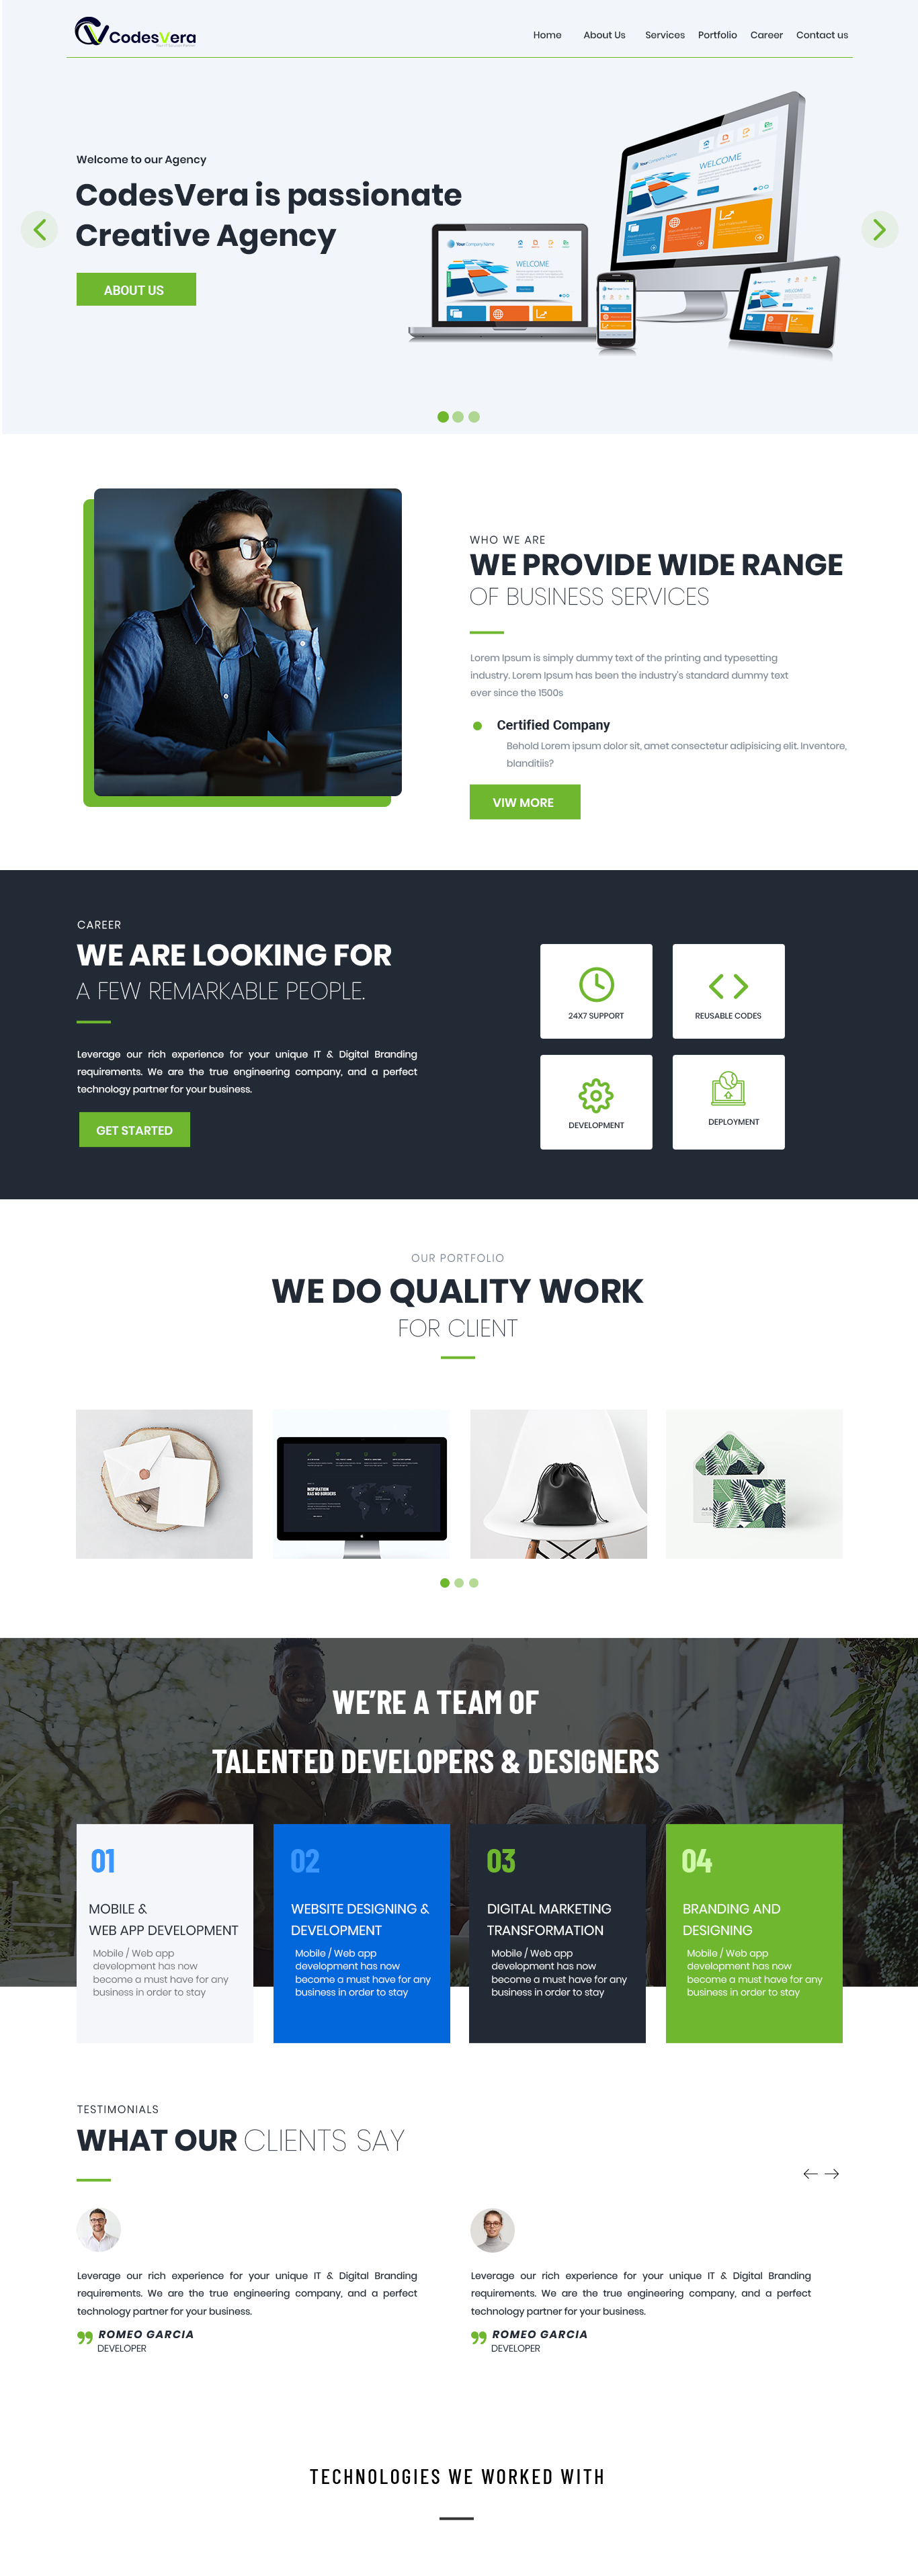 CodesVera
Home About Us Services Portfolio Career Contact us
Welcome to our Agency
CodesVera is passionate
Creative Agency
ABOUT US
Your Company Name
WELCOME
Your Company Name
WELCOME
WELCOME
WHO WE ARE
WE PROVIDE WIDE RANGE
OF BUSINESS SERVICES
Lorem Ipsum is simply dummy text of the printing and typesetting
industry. Lorem Ipsum has been the industry's standard dummy text
ever since the 1500s
Certified Company
Behold Lorem ipsum dolor sit, amet consectetur adipisicing elit. Inventore,
blanditiis?
VIW MORE
CAREER
WE ARE LOOKING FOR
A FEW REMARKABLE PEOPLE.
Leverage our rich experience for your unique IT & Digital Branding
requirements. We are the true engineering company, and a perfect
technology partner for your business.
GET STARTED
24X7 SUPPORT
REUSABLE CODES
DEVELOPMENT
DEPLOYMENT
OUR PORTFOLIO
WE DO QUALITY WORK
FOR CLIENT
INSPIRATION
HAS NO BORDERS
WE'RE A TEAM OF
TALENTED DEVELOPERS & DESIGNERS
01
MOBILE &
WEB APP DEVELOPMENT
Mobile / Web app
development has now
become a must have for any
business in order to stay
02
WEBSITE DESIGNING &
DEVELOPMENT
Mobile / Web app
development has now
become a must have for any
business in order to stay
03
DIGITAL MARKETING
TRANSFORMATION
Mobile / Web app
development has now
become a must have for any
business in order to stay
04
BRANDING AND
DESIGNING
Mobile / Web app
development has now
become a must have for any
business in order to stay
TESTIMONIALS
WHAT OUR CLIENTS SAY
Leverage our rich experience for your unique IT & Digital Branding
requirements. We are the true engineering company, and a perfect
technology partner for your business.
ROMEO GARCIA
DEVELOPER
Leverage our rich experience for your unique IT & Digital Branding
requirements. We are the true engineering company, and a perfect
technology partner for your business.
ROMEO GARCIA
DEVELOPER
TECHNOLOGIES WE WORKED WITH